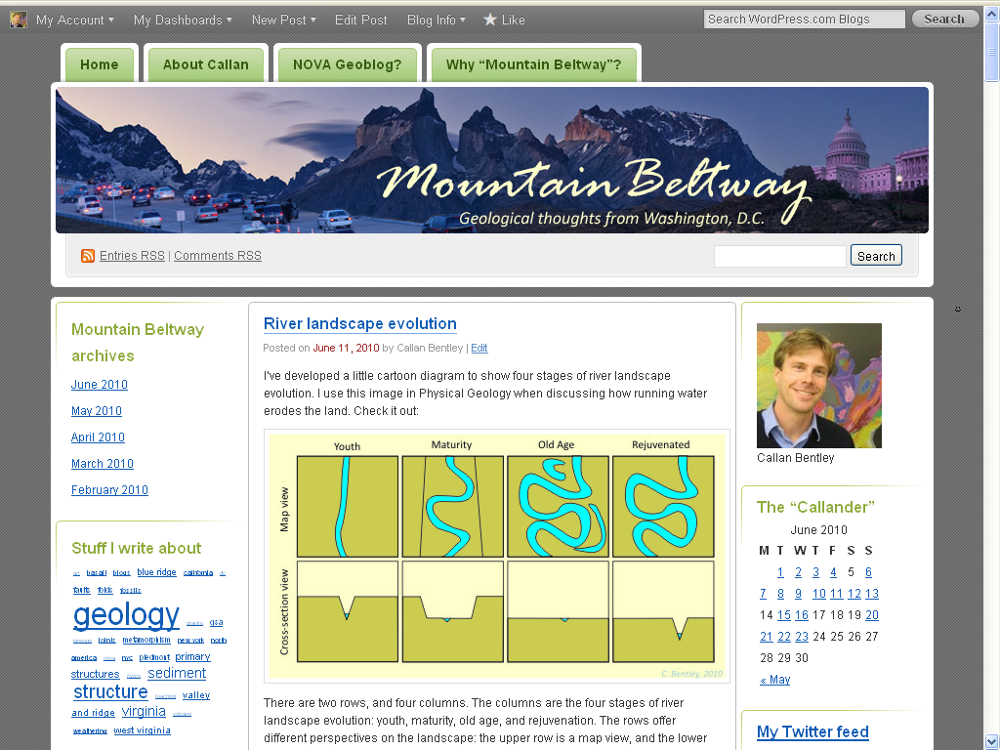 My Account My Dashboards New Post Edit Post Blog Info Like Search WordPress.com Blogs Search
Home About Callan NOVA Geoblog? Why “Mountain Beltway”?
Mountain Beltway
Geological thoughts from Washington, D.C.
Entries RSS | Comments RSS Search
Mountain Beltway
archives
June 2010
May 2010
April 2010
March 2010
February 2010
Stuff I write about
art basalt blogs blue ridge california dc
faults folds fossils
geology granite gsa
igneous joints metamorphism new york north
america nova nyc piedmont primary
structures rivers sediment
structure teaching valley
and ridge virginia volcano
weathering west virginia
River landscape evolution
Posted on June 11, 2010 by Callan Bentley | Edit
I've developed a little cartoon diagram to show four stages of river landscape
evolution. I use this image in Physical Geology when discussing how running water
erodes the land. Check it out:
Youth Maturity Old Age Rejuvenated
Map view
Cross-section view
C. Bentley, 2010
There are two rows, and four columns. The columns are the four stages of river
landscape evolution: youth, maturity, old age, and rejuvenation. The rows offer
different perspectives on the landscape: the upper row is a map view, and the lower
Callan Bentley
The “Callander”
June 2010
M T W T F S S
1 2 3 4 5 6
7 8 9 10 11 12 13
14 15 16 17 18 19 20
21 22 23 24 25 26 27
28 29 30
« May
My Twitter feed